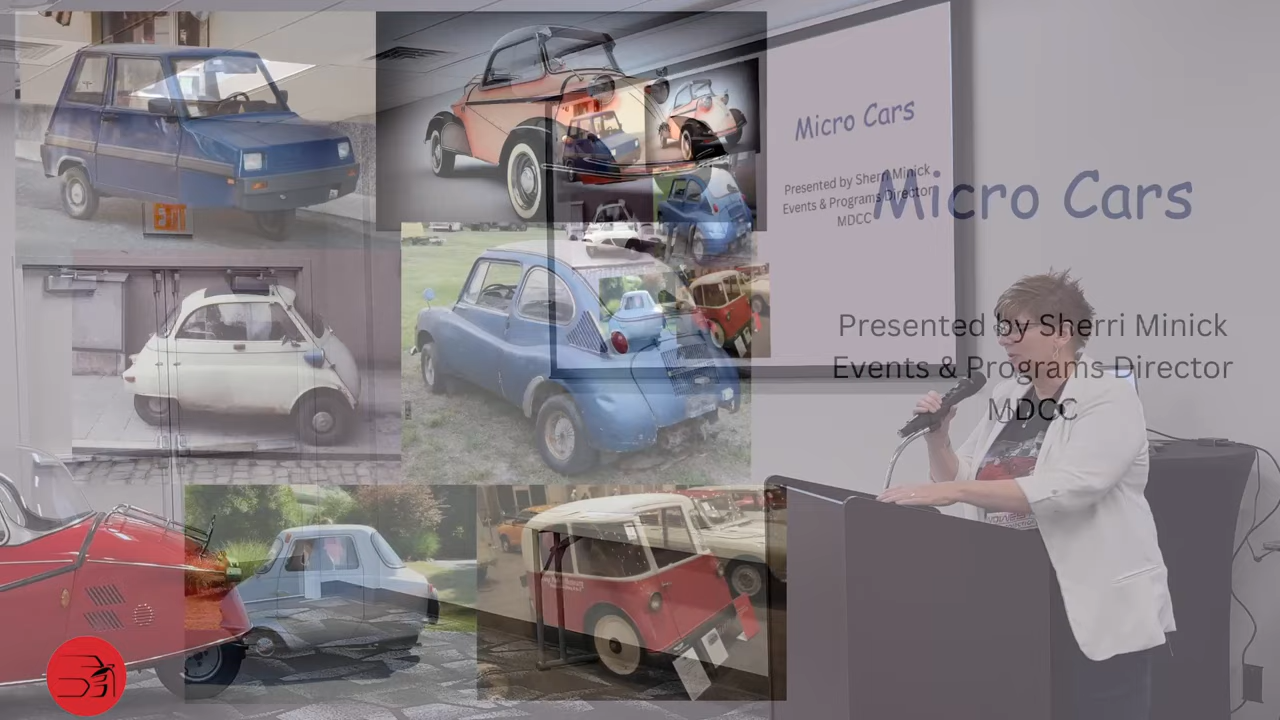 Micro Cars
Presented by Sherri Minick
Events & Programs Director
MDCC
Micro Cars
Presented by Sherri Minick
Events & Programs Director
MDCC
EXIT